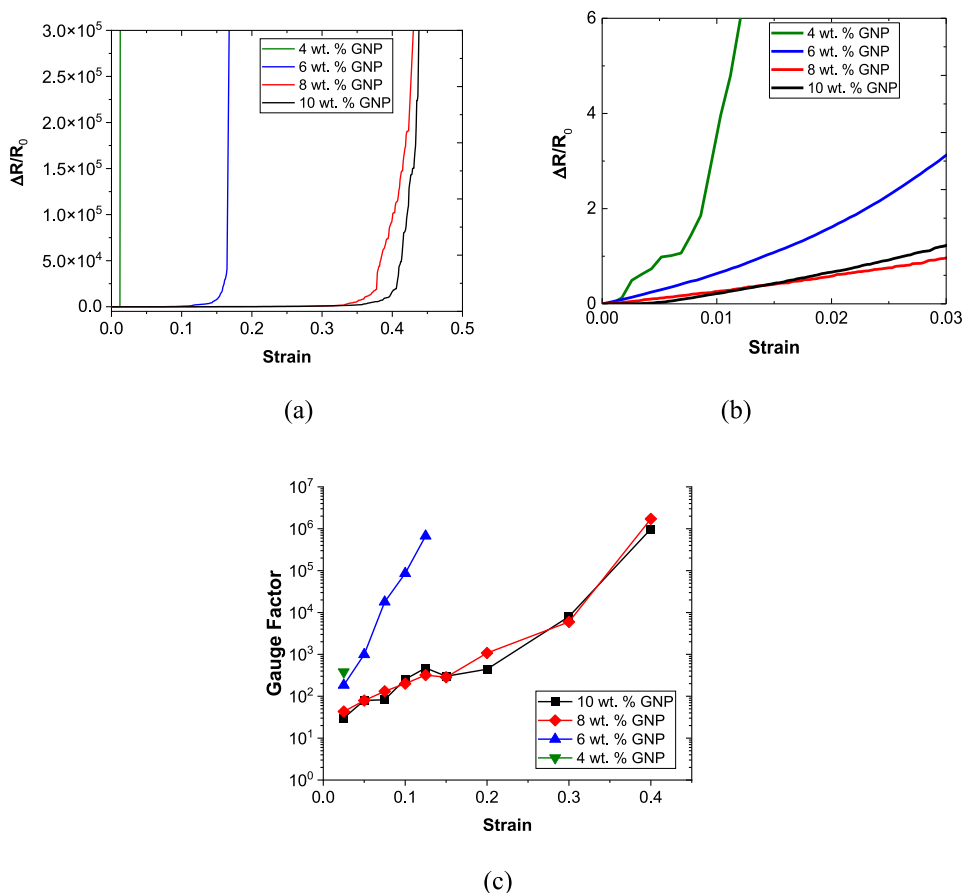 3.0×10⁵
2.5×10⁵
2.0×10⁵
1.5×10⁵
1.0×10⁵
5.0×10⁴
0.0
ΔR/R₀
4 wt. % GNP
6 wt. % GNP
8 wt. % GNP
10 wt. % GNP
0.0 0.1 0.2 0.3 0.4 0.5
Strain
(a)
6
4
2
0
ΔR/R₀
4 wt. % GNP
6 wt. % GNP
8 wt. % GNP
10 wt. % GNP
0.00 0.01 0.02 0.03
Strain
(b)
10⁷
10⁶
10⁵
10⁴
10³
10²
10¹
10⁰
Gauge Factor
10 wt. % GNP
8 wt. % GNP
6 wt. % GNP
4 wt. % GNP
0.0 0.1 0.2 0.3 0.4
Strain
(c)